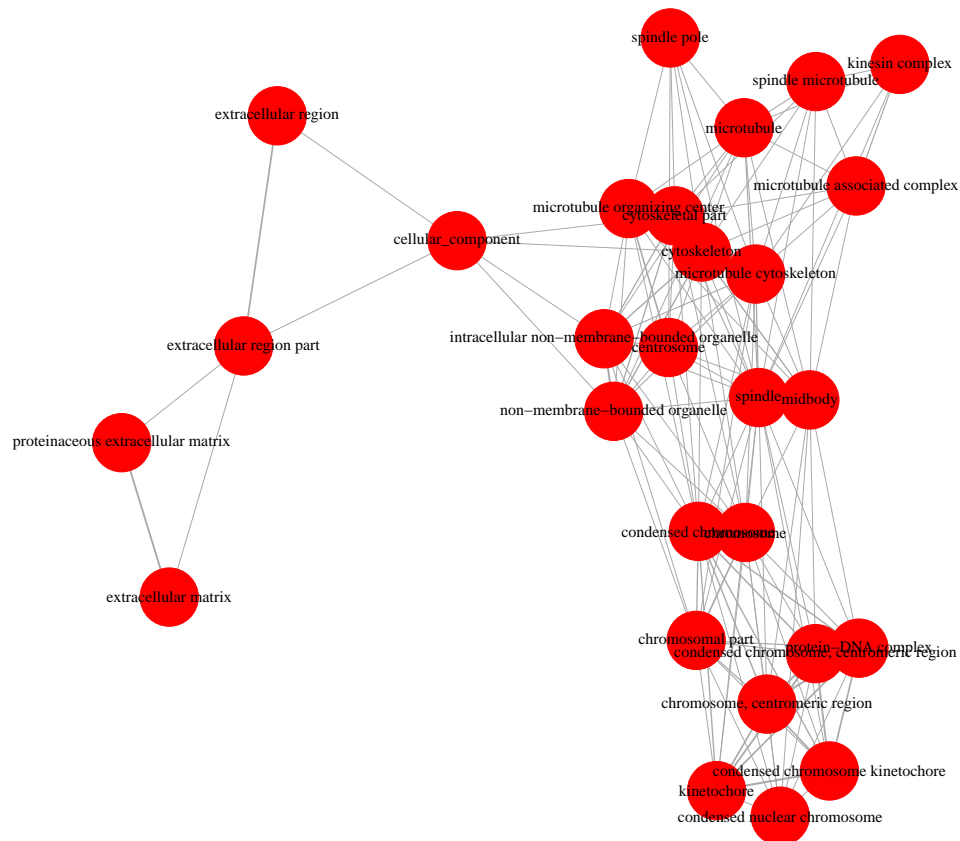 spindle pole
kinesin complex
spindle microtubule
extracellular region
microtubule
microtubule associated complex
microtubule organizing center
cytoskeletal part
cellular_component
cytoskeleton
microtubule cytoskeleton
intracellular non−membrane−bounded organelle
extracellular region part
centrosome
spindle
midbody
non−membrane−bounded organelle
proteinaceous extracellular matrix
condensed chromosome
chromosome
extracellular matrix
chromosomal part
protein−DNA complex
condensed chromosome, centromeric region
chromosome, centromeric region
condensed chromosome kinetochore
kinetochore
condensed nuclear chromosome